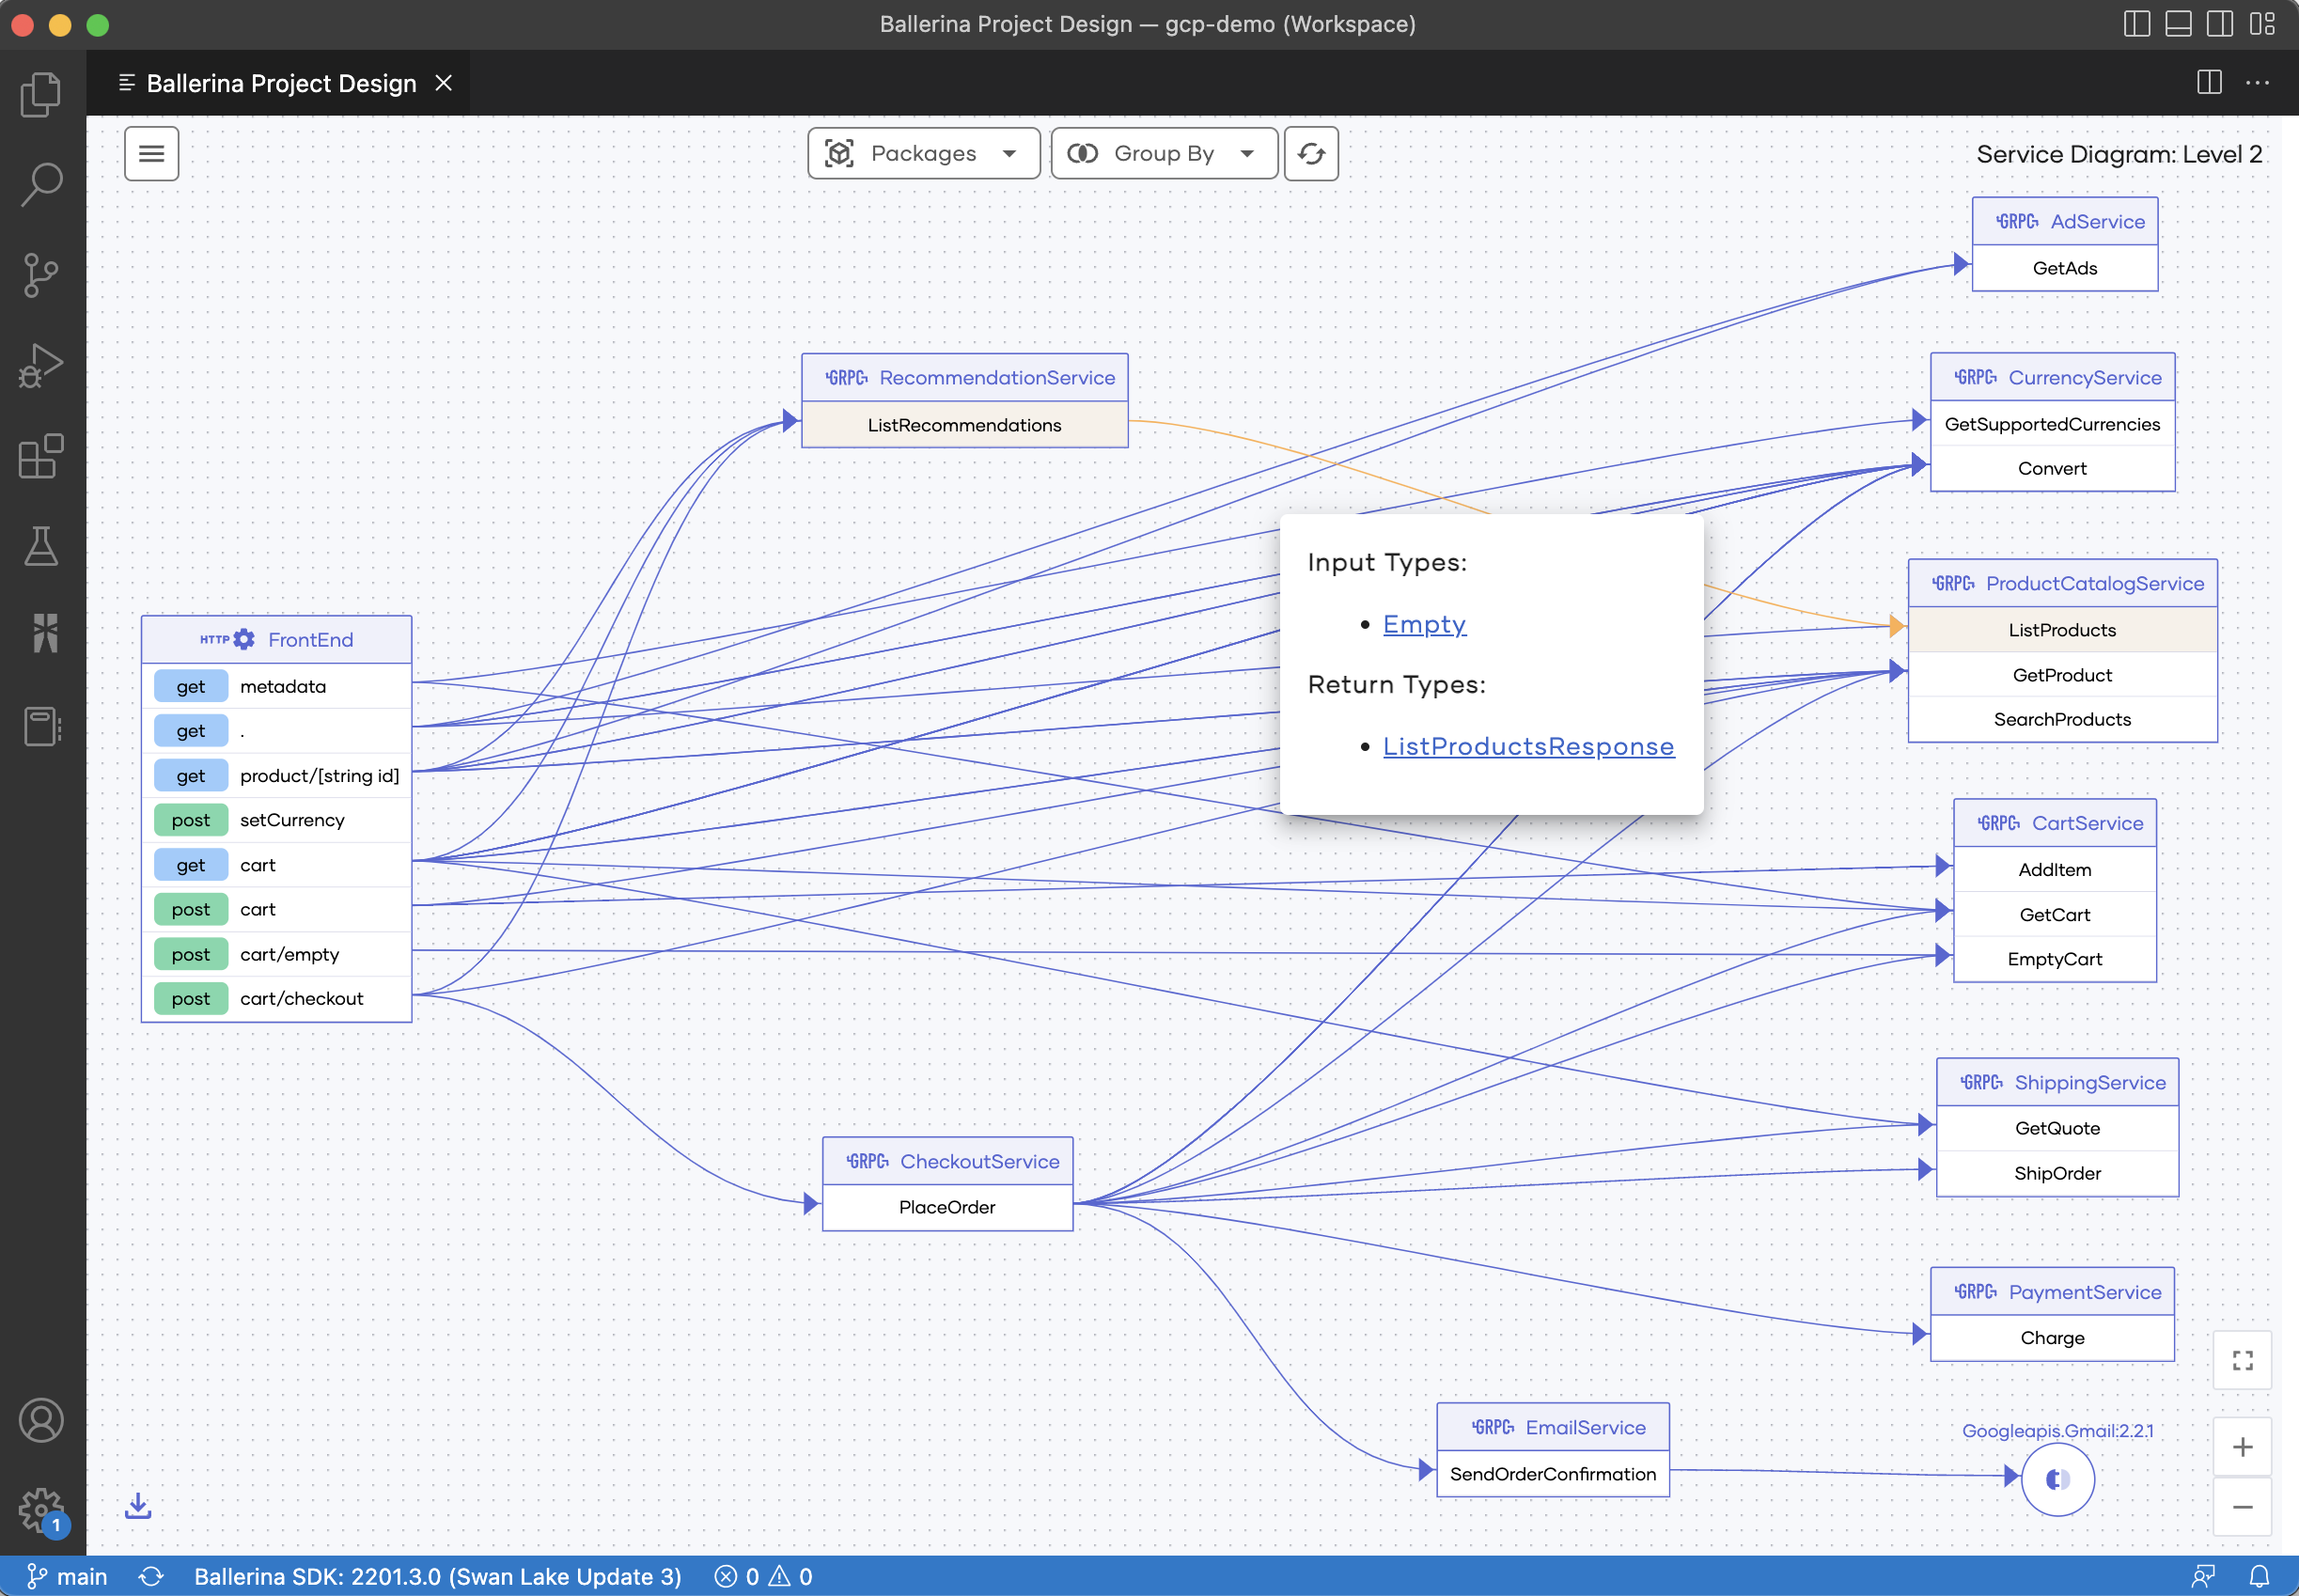 Ballerina Project Design — gcp-demo (Workspace)
Ballerina Project Design
Packages
Group By
Service Diagram: Level 2
GRPC AdService
GetAds
GRPC RecommendationService
ListRecommendations
GRPC CurrencyService
GetSupportedCurrencies
Convert
Input Types:
Empty
Return Types:
ListProductsResponse
GRPC ProductCatalogService
ListProducts
GetProduct
SearchProducts
HTTP FrontEnd
get metadata
get .
get product/[string id]
post setCurrency
get cart
post cart
post cart/empty
post cart/checkout
GRPC CartService
AddItem
GetCart
EmptyCart
GRPC ShippingService
GetQuote
ShipOrder
GRPC CheckoutService
PlaceOrder
GRPC PaymentService
Charge
GRPC EmailService
SendOrderConfirmation
Googleapis.Gmail:2.2.1
1
main Ballerina SDK: 2201.3.0 (Swan Lake Update 3) 0 0